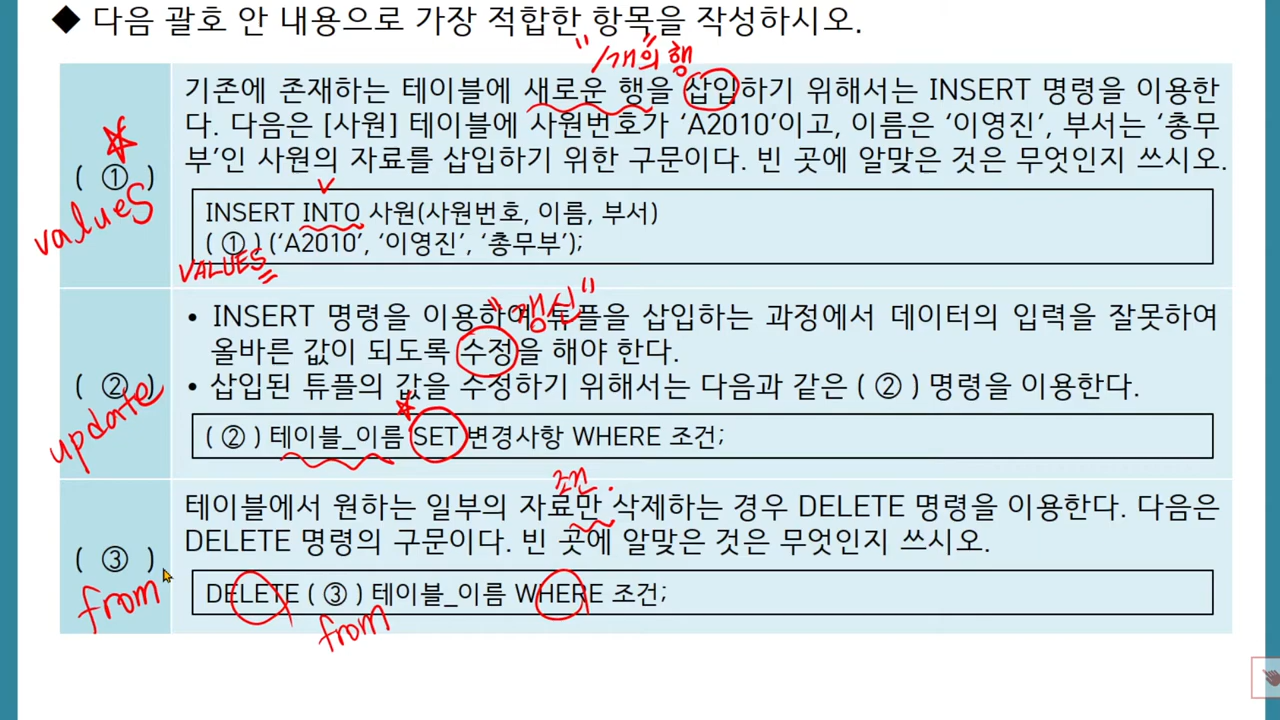 ◆ 다음 괄호 안 내용으로 가장 적합한 항목을 작성하시오.
"1개"의 행
기존에 존재하는 테이블에 새로운 행을 삽입하기 위해서는 INSERT 명령을 이용한
다. 다음은 [사원] 테이블에 사원번호가 ‘A2010’이고, 이름은 ‘이영진’, 부서는 ‘총무
부’인 사원의 자료를 삽입하기 위한 구문이다. 빈 곳에 알맞은 것은 무엇인지 쓰시오.
( ① )
values
INSERT INTO 사원(사원번호, 이름, 부서)
( ① ) (‘A2010’, ‘이영진’, ‘총무부’);
VALUES
"갱신"
• INSERT 명령을 이용하여 튜플을 삽입하는 과정에서 데이터의 입력을 잘못하여
올바른 값이 되도록 수정을 해야 한다.
( ② )
update
• 삽입된 튜플의 값을 수정하기 위해서는 다음과 같은 ( ② ) 명령을 이용한다.
( ② ) 테이블_이름 SET 변경사항 WHERE 조건;
조건.
테이블에서 원하는 일부의 자료만 삭제하는 경우 DELETE 명령을 이용한다. 다음은
DELETE 명령의 구문이다. 빈 곳에 알맞은 것은 무엇인지 쓰시오.
( ③ )
from
DELETE ( ③ ) 테이블_이름 WHERE 조건;
from